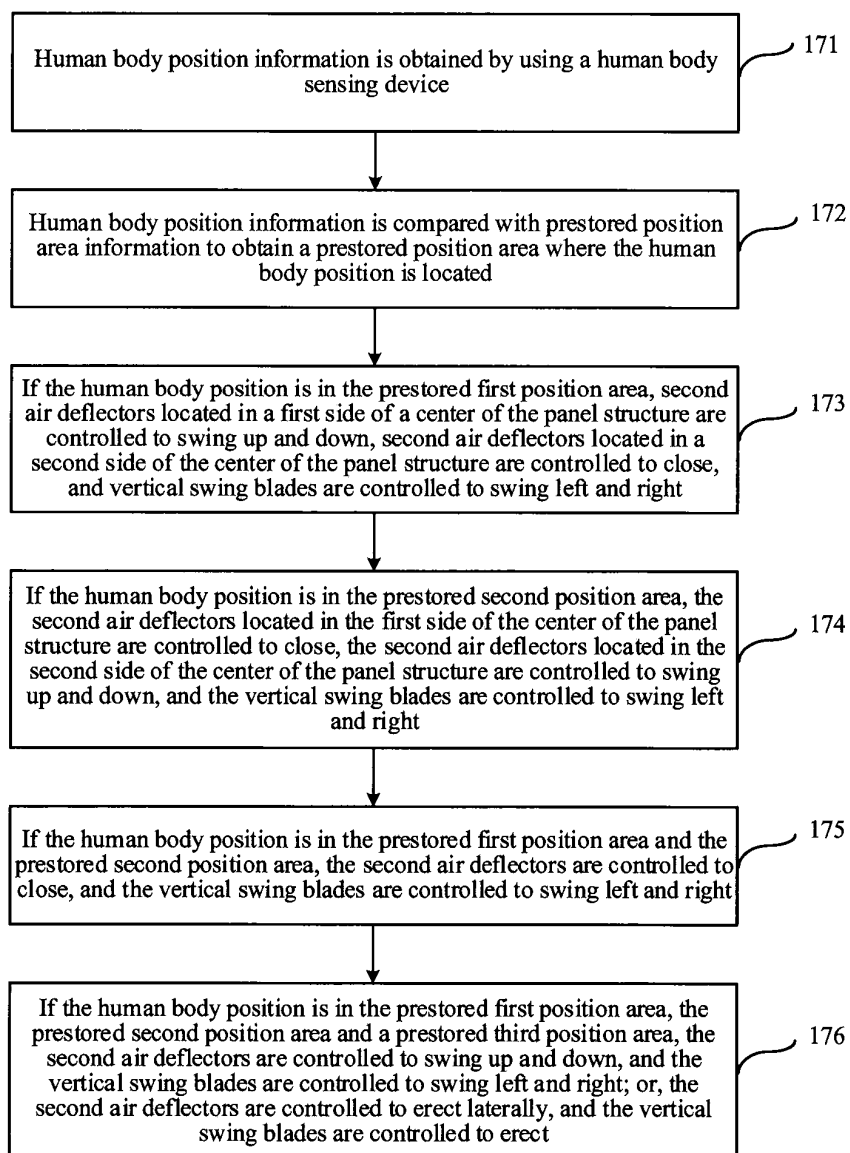 Human body position information is obtained by using a human body
sensing device
171
Human body position information is compared with prestored position
area information to obtain a prestored position area where the human
body position is located
172
If the human body position is in the prestored first position area, second
air deflectors located in a first side of a center of the panel structure are
controlled to swing up and down, second air deflectors located in a
second side of the center of the panel structure are controlled to close,
and vertical swing blades are controlled to swing left and right
173
If the human body position is in the prestored second position area, the
second air deflectors located in the first side of the center of the panel
structure are controlled to close, the second air deflectors located in the
second side of the center of the panel structure are controlled to swing
up and down, and the vertical swing blades are controlled to swing left
and right
174
If the human body position is in the prestored first position area and the
prestored second position area, the second air deflectors are controlled to
close, and the vertical swing blades are controlled to swing left and right
175
If the human body position is in the prestored first position area, the
prestored second position area and a prestored third position area, the
second air deflectors are controlled to swing up and down, and the
vertical swing blades are controlled to swing left and right; or, the
second air deflectors are controlled to erect laterally, and the vertical
swing blades are controlled to erect
176